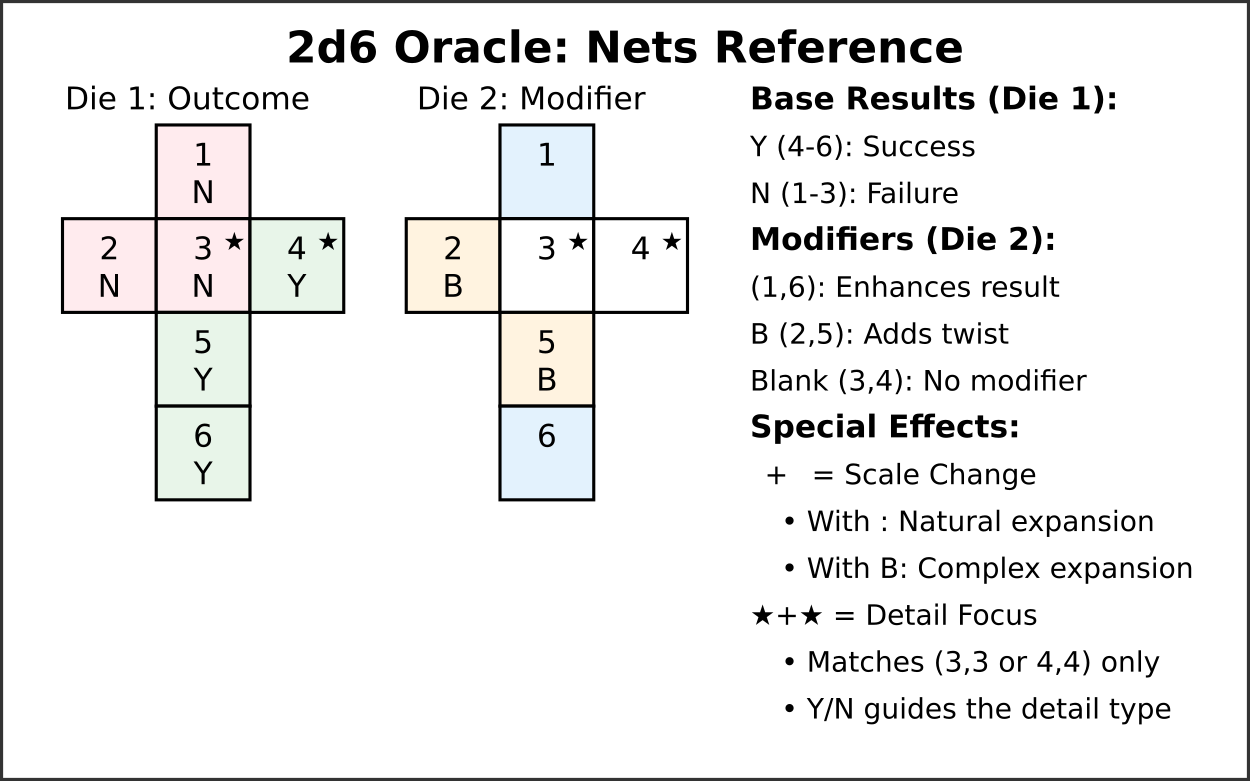 2d6 Oracle: Nets Reference
Die 1: Outcome
1
N
2
N
3 ★
N
4 ★
Y
5
Y
6
Y
Die 2: Modifier
1
2
B
3 ★
4 ★
5
B
6
Base Results (Die 1):
Y (4-6): Success
N (1-3): Failure
Modifiers (Die 2):
(1,6): Enhances result
B (2,5): Adds twist
Blank (3,4): No modifier
Special Effects:
+ = Scale Change
• With : Natural expansion
• With B: Complex expansion
★+★ = Detail Focus
• Matches (3,3 or 4,4) only
• Y/N guides the detail type